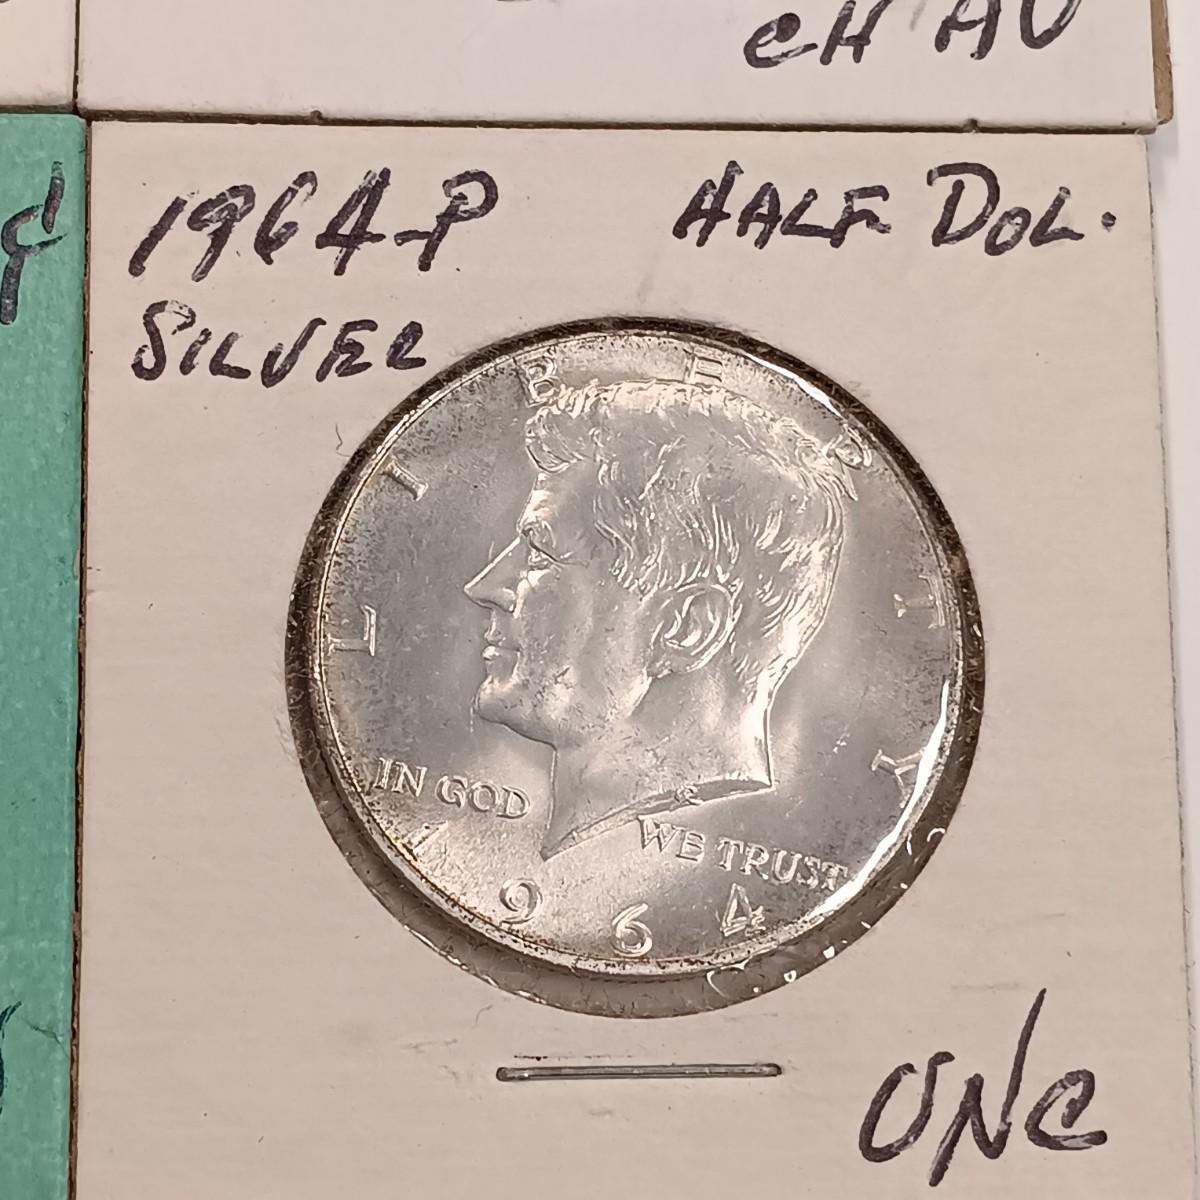 CH AU
1964-P HALF DOL.
SILVER
LIBERTY
IN GOD WE TRUST
1964
UNC